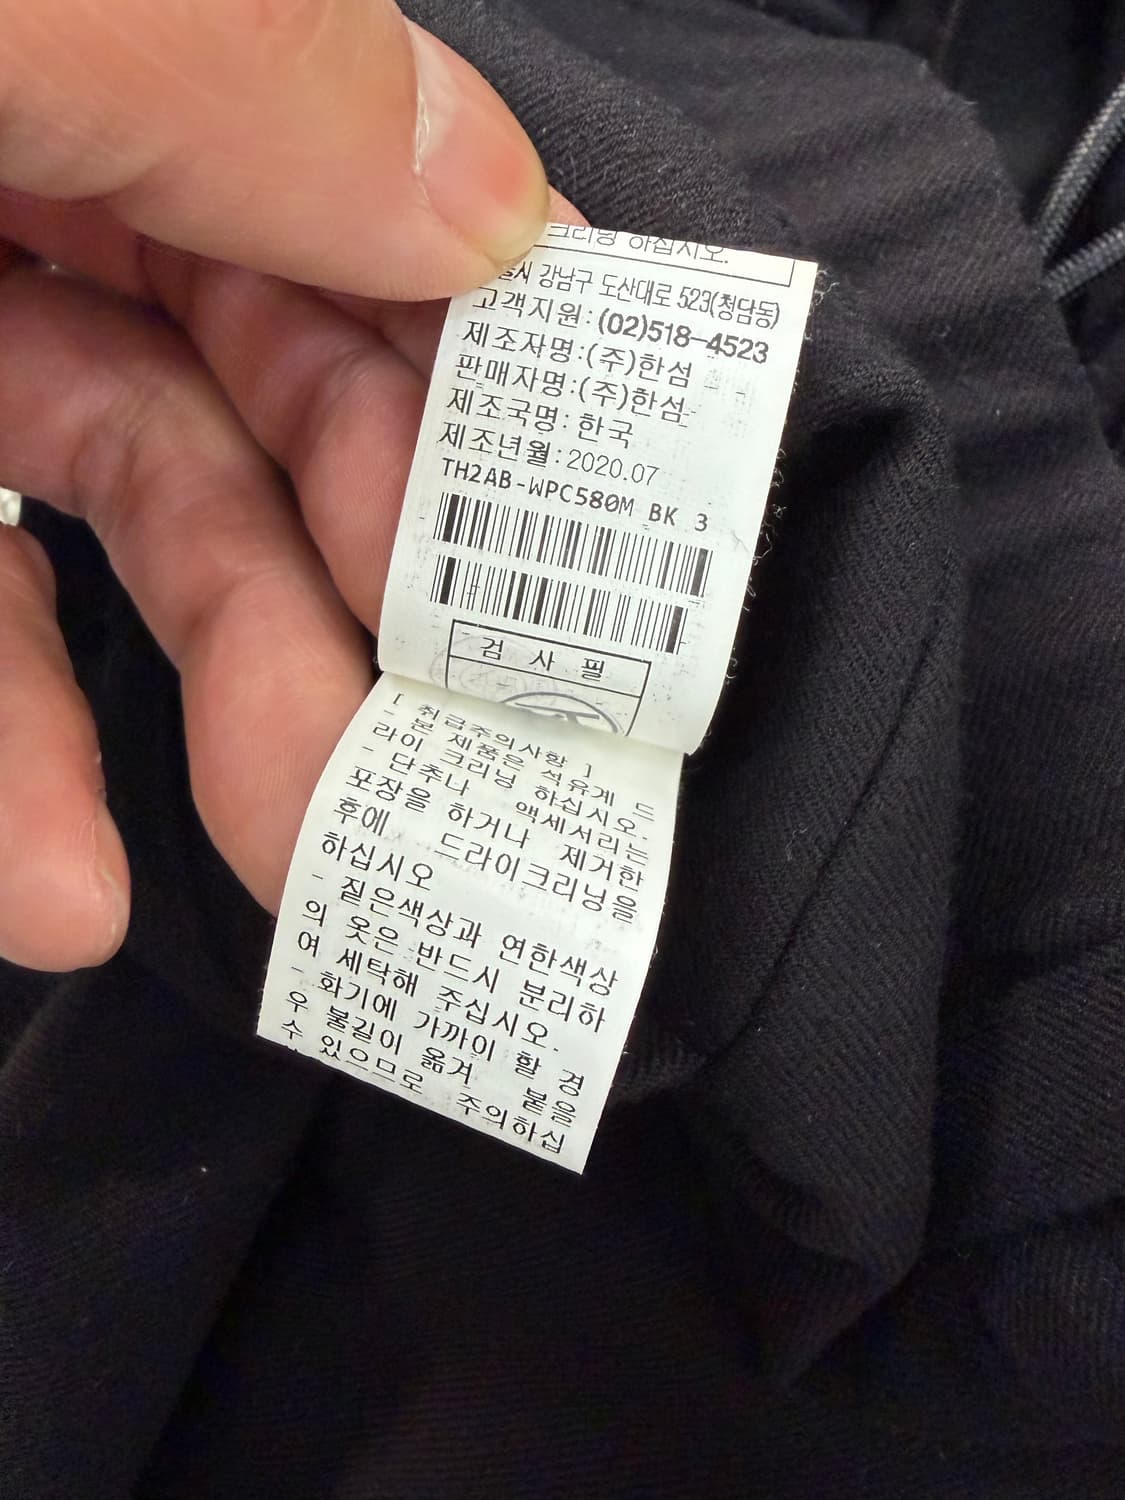 크리닝 하십시오.
울시 강남구 도산대로 523(청담동)
고객지원:(02)518-4523
제조자명:(주)한섬
판매자명:(주)한섬
제조국명:한국
제조년월:2020.07
TH2AB-WPC580M BK 3
검 사 필
[ 취급주의사항 ]
- 본 제품은 석유계 드
라이 크리닝 하십시오.
- 단추나 액세서리는
포장을 하거나 제거한
후에 드라이크리닝을
하십시오
- 짙은색상과 연한색상
의 옷은 반드시 분리하
여 세탁해 주십시오.
- 화기에 가까이 할 경
우 불길이 옮겨 붙을
수 있으므로 주의하십